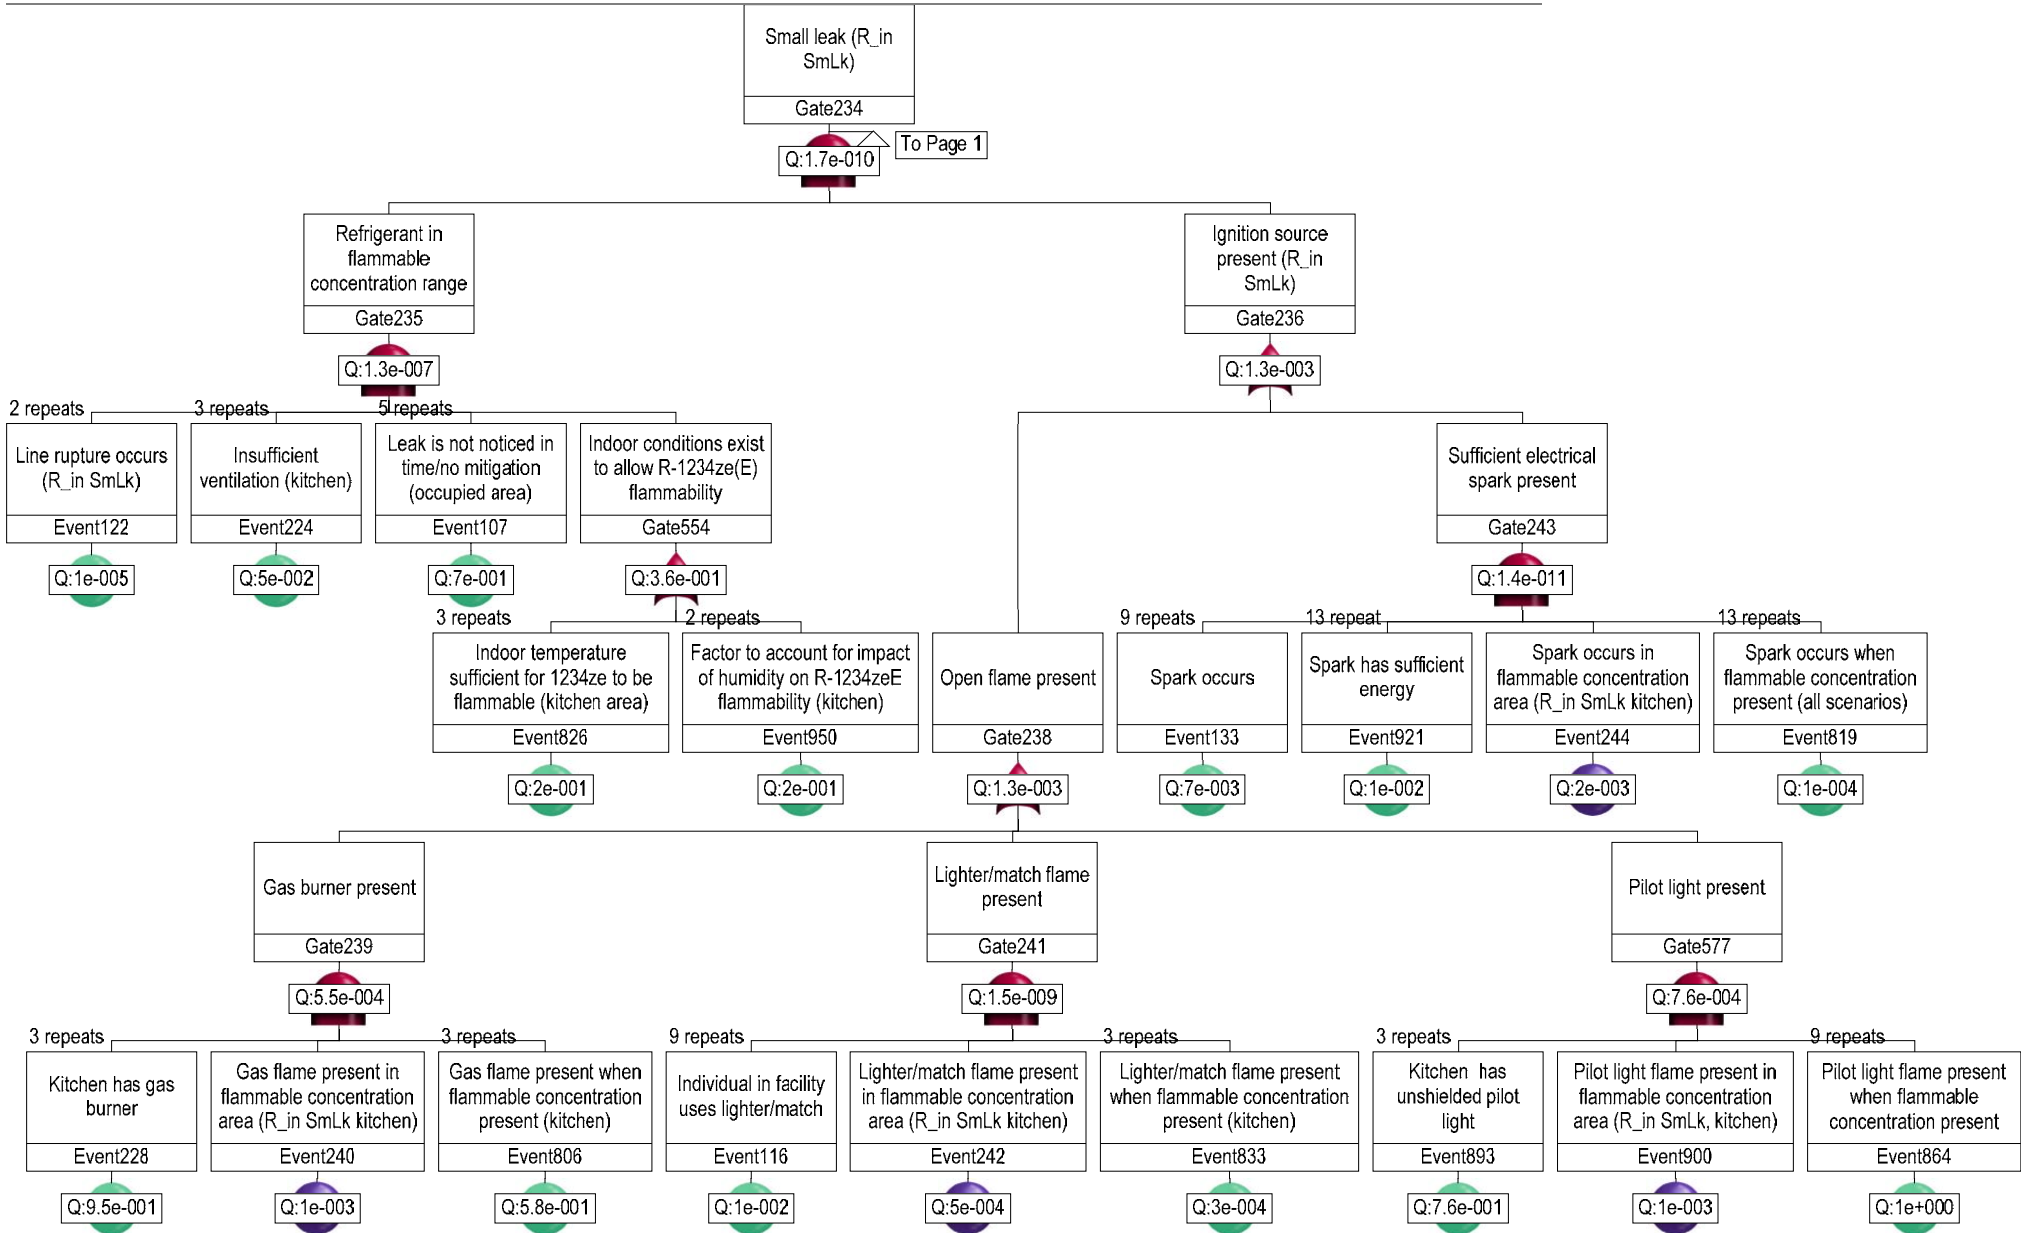 Small leak (R_in
SmLk)
Gate234
To Page 1
Q:1.7e-010
Refrigerant in
flammable
concentration range
Gate235
Q:1.3e-007
Ignition source
present (R_in
SmLk)
Gate236
Q:1.3e-003
2 repeats
3 repeats
5 repeats
Line rupture occurs
(R_in SmLk)
Event122
Q:1e-005
Insufficient
ventilation (kitchen)
Event224
Q:5e-002
Leak is not noticed in
time/no mitigation
(occupied area)
Event107
Q:7e-001
Indoor conditions exist
to allow R-1234ze(E)
flammability
Gate554
Q:3.6e-001
Sufficient electrical
spark present
Gate243
Q:1.4e-011
3 repeats
2 repeats
9 repeats
13 repeat
13 repeats
Indoor temperature
sufficient for 1234ze to be
flammable (kitchen area)
Event826
Q:2e-001
Factor to account for impact
of humidity on R-1234zeE
flammability (kitchen)
Event950
Q:2e-001
Open flame present
Gate238
Q:1.3e-003
Spark occurs
Event133
Q:7e-003
Spark has sufficient
energy
Event921
Q:1e-002
Spark occurs in
flammable concentration
area (R_in SmLk kitchen)
Event244
Q:2e-003
Spark occurs when
flammable concentration
present (all scenarios)
Event819
Q:1e-004
Gas burner present
Gate239
Q:5.5e-004
Lighter/match flame
present
Gate241
Q:1.5e-009
Pilot light present
Gate577
Q:7.6e-004
3 repeats
3 repeats
9 repeats
3 repeats
3 repeats
9 repeats
Kitchen has gas
burner
Event228
Q:9.5e-001
Gas flame present in
flammable concentration
area (R_in SmLk kitchen)
Event240
Q:1e-003
Gas flame present when
flammable concentration
present (kitchen)
Event806
Q:5.8e-001
Individual in facility
uses lighter/match
Event116
Q:1e-002
Lighter/match flame present
in flammable concentration
area (R_in SmLk kitchen)
Event242
Q:5e-004
Lighter/match flame present
when flammable concentration
present (kitchen)
Event833
Q:3e-004
Kitchen has
unshielded pilot
light
Event893
Q:7.6e-001
Pilot light flame present in
flammable concentration
area (R_in SmLk, kitchen)
Event900
Q:1e-003
Pilot light flame present
when flammable
concentration present
Event864
Q:1e+000